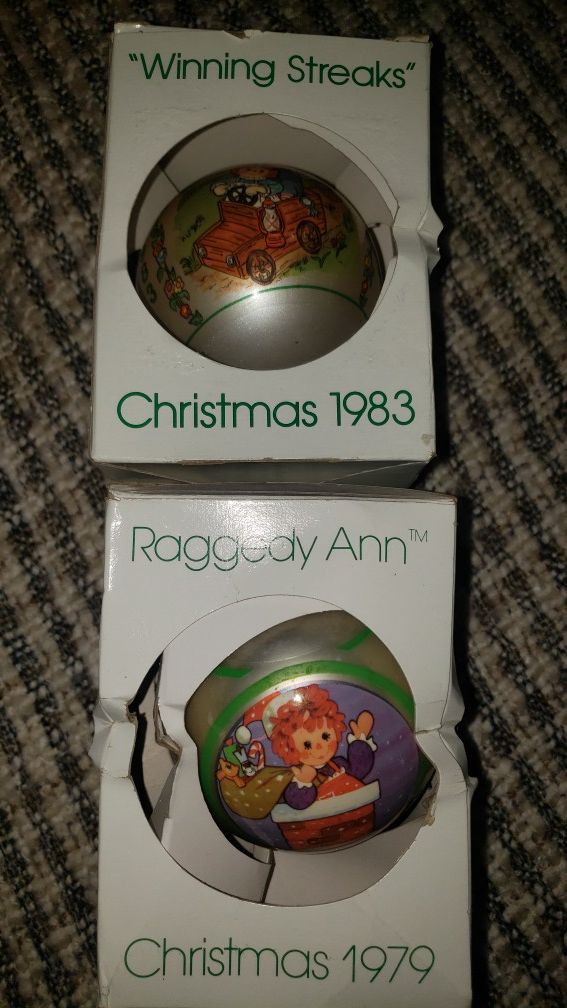 "Winning Streaks"
Christmas 1983
Raggedy Ann™
Christmas 1979